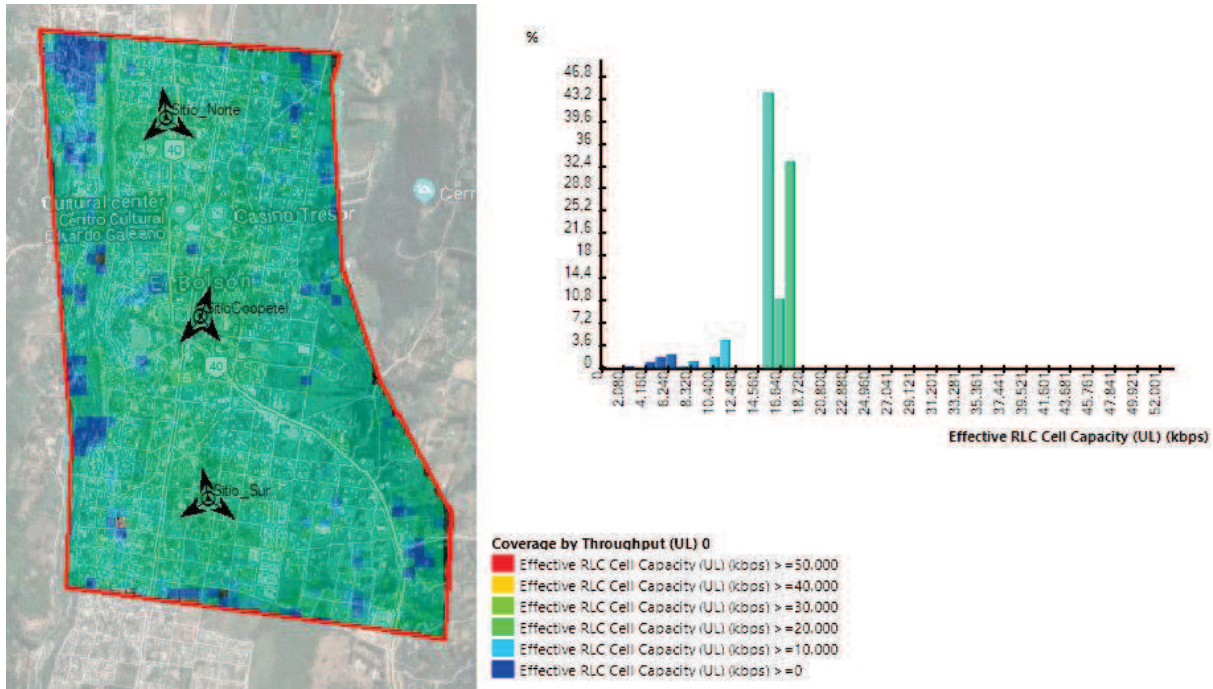 Sitio_Norte
40
Cultural center
Centro Cultural
Eduardo Galeano
Casino Tresor
Cerr
El Bolson
SitioCoopetel
40
Sitio_Sur
%
46,8
43,2
39,6
36
32,4
28,8
25,2
21,6
18
14,4
10,8
7,2
3,6
0
0
2.080
4.160
6.240
8.320
10.400
12.480
14.560
16.640
18.720
20.800
22.880
24.960
27.041
29.121
31.201
33.281
35.361
37.441
39.521
41.601
43.681
45.761
47.841
49.921
52.001
Effective RLC Cell Capacity (UL) (kbps)
Coverage by Throughput (UL) 0
Effective RLC Cell Capacity (UL) (kbps) >=50.000
Effective RLC Cell Capacity (UL) (kbps) >=40.000
Effective RLC Cell Capacity (UL) (kbps) >=30.000
Effective RLC Cell Capacity (UL) (kbps) >=20.000
Effective RLC Cell Capacity (UL) (kbps) >=10.000
Effective RLC Cell Capacity (UL) (kbps) >=0